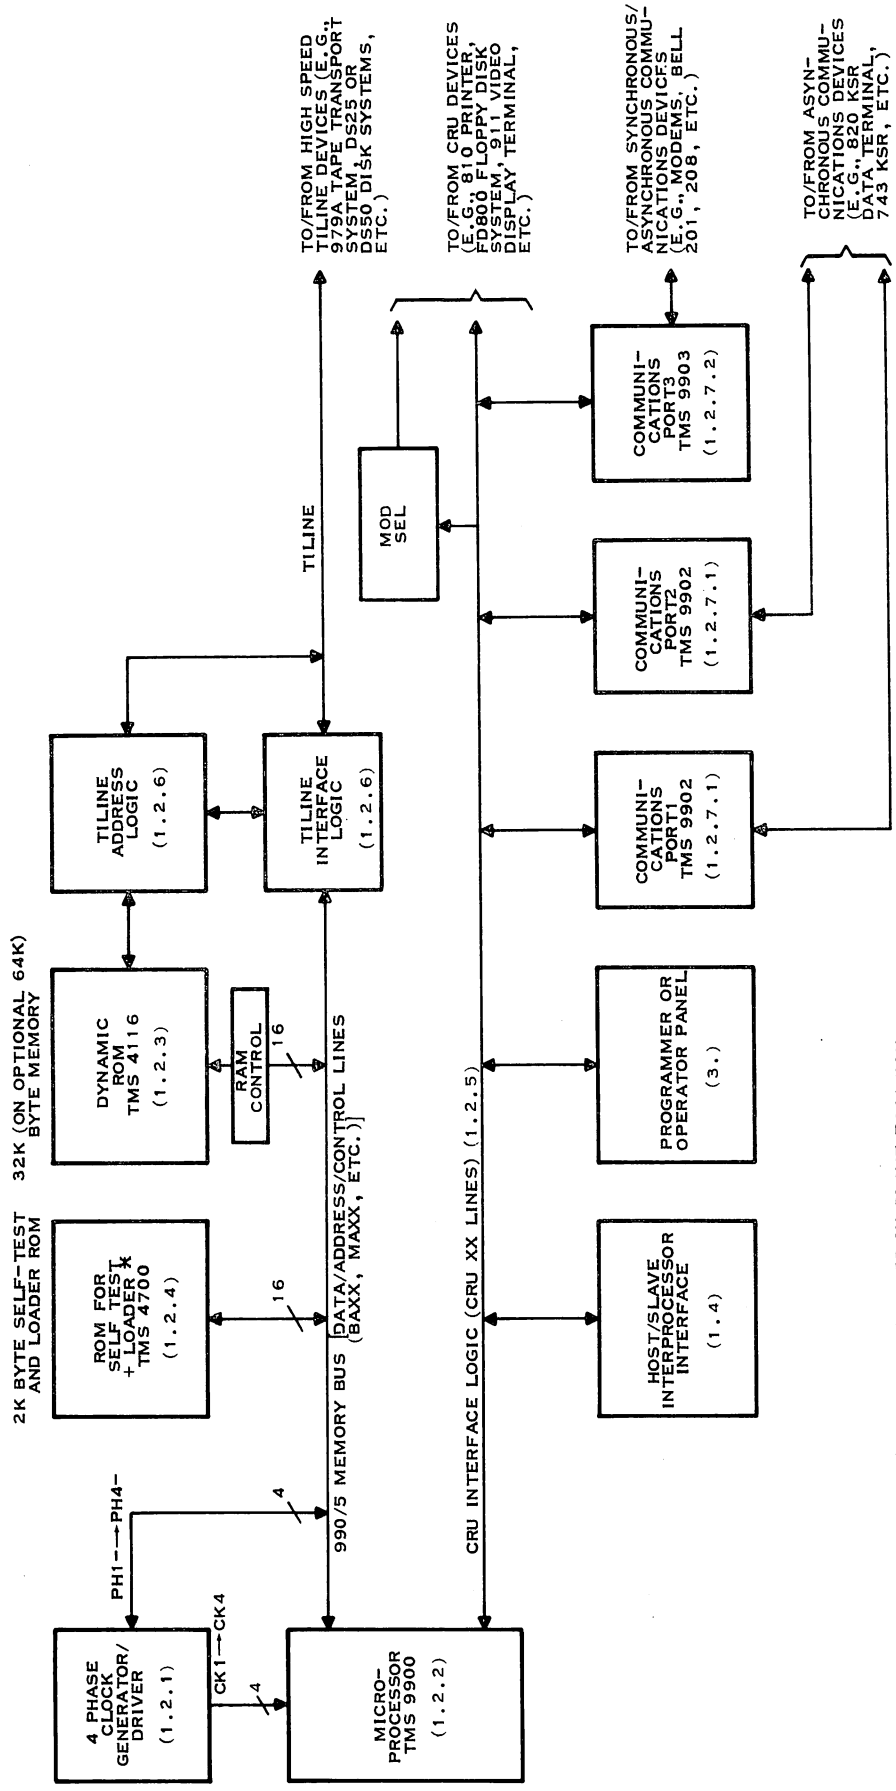 2K BYTE SELF-TEST
AND LOADER ROM
32K (ON OPTIONAL 64K)
BYTE MEMORY
4 PHASE
CLOCK
GENERATOR/
DRIVER
(1.2.1)
PH1-→PH4-
CK1→CK4
4
4
MICRO-
PROCESSOR
TMS 9900
(1.2.2)
ROM FOR
SELF TEST
+ LOADER *
TMS 4700
(1.2.4)
16
DYNAMIC
ROM
TMS 4116
(1.2.3)
RAM
CONTROL
16
TILINE
ADDRESS
LOGIC
(1.2.6)
TILINE
INTERFACE
LOGIC
(1.2.6)
TILINE
TO/FROM HIGH SPEED
TILINE DEVICES (E.G.,
979A TAPE TRANSPORT
SYSTEM, DS25 OR
DS50 DISK SYSTEMS,
ETC.)
990/5 MEMORY BUS [DATA/ADDRESS/CONTROL LINES
(BAXX, MAXX, ETC.)]
MOD
SEL
TO/FROM CRU DEVICES
(E.G., 810 PRINTER,
FD800 FLOPPY DISK
SYSTEM, 911 VIDEO
DISPLAY TERMINAL,
ETC.)
CRU INTERFACE LOGIC (CRU XX LINES) (1.2.5)
HOST/SLAVE
INTERPROCESSOR
INTERFACE
(1.4)
PROGRAMMER OR
OPERATOR PANEL
(3.)
COMMUNI-
CATIONS
PORT1
TMS 9902
(1.2.7.1)
COMMUNI-
CATIONS
PORT2
TMS 9902
(1.2.7.1)
COMMUNI-
CATIONS
PORT3
TMS 9903
(1.2.7.2)
TO/FROM SYNCHRONOUS/
ASYNCHRONOUS COMMU-
NICATIONS DEVICES
(E.G., MODEMS, BELL
201, 208, ETC.)
TO/FROM ASYN-
CHRONOUS COMMU-
NICATIONS DEVICES
(E.G., 820 KSR
DATA TERMINAL,
743 KSR, ETC.)